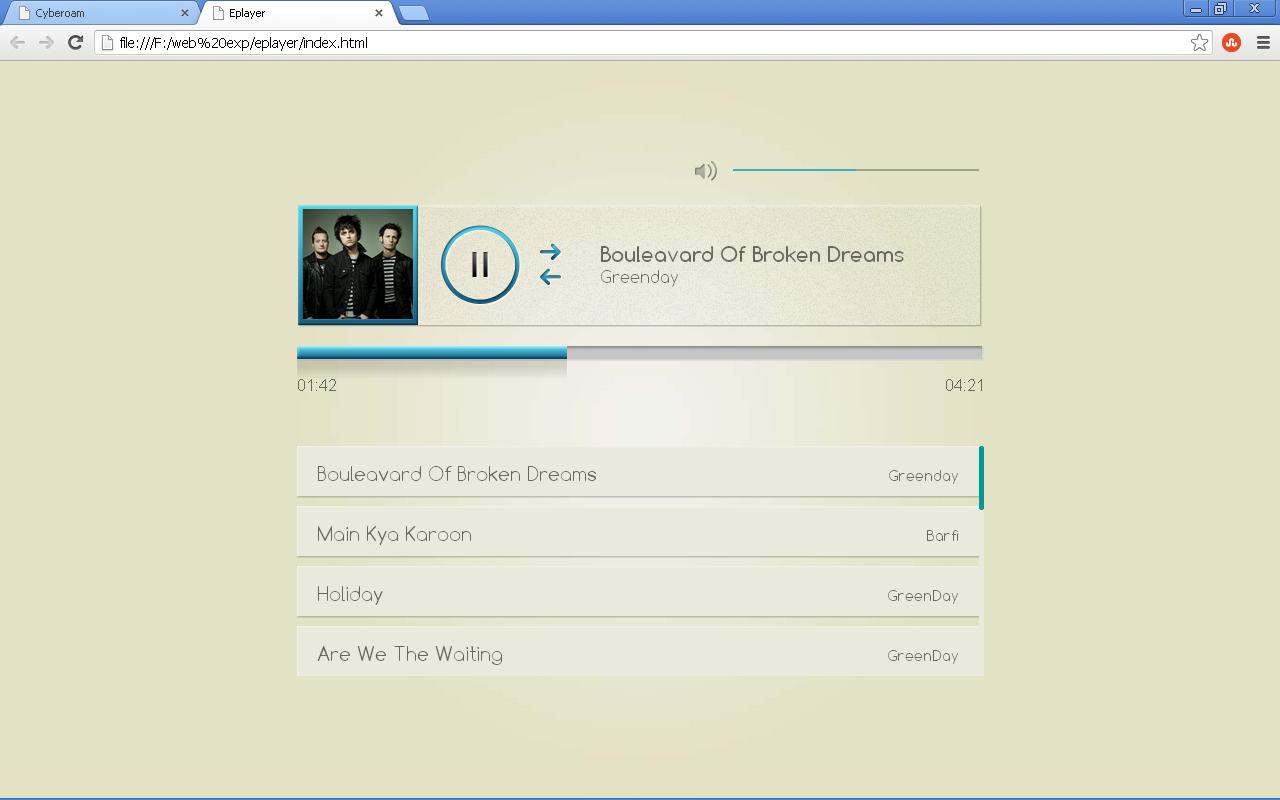 Cyberoam
Eplayer
file:///F:/web%20exp/eplayer/index.html
Bouleavard Of Broken Dreams
Greenday
01:42
04:21
Bouleavard Of Broken Dreams Greenday
Main Kya Karoon Barfi
Holiday GreenDay
Are We The Waiting GreenDay